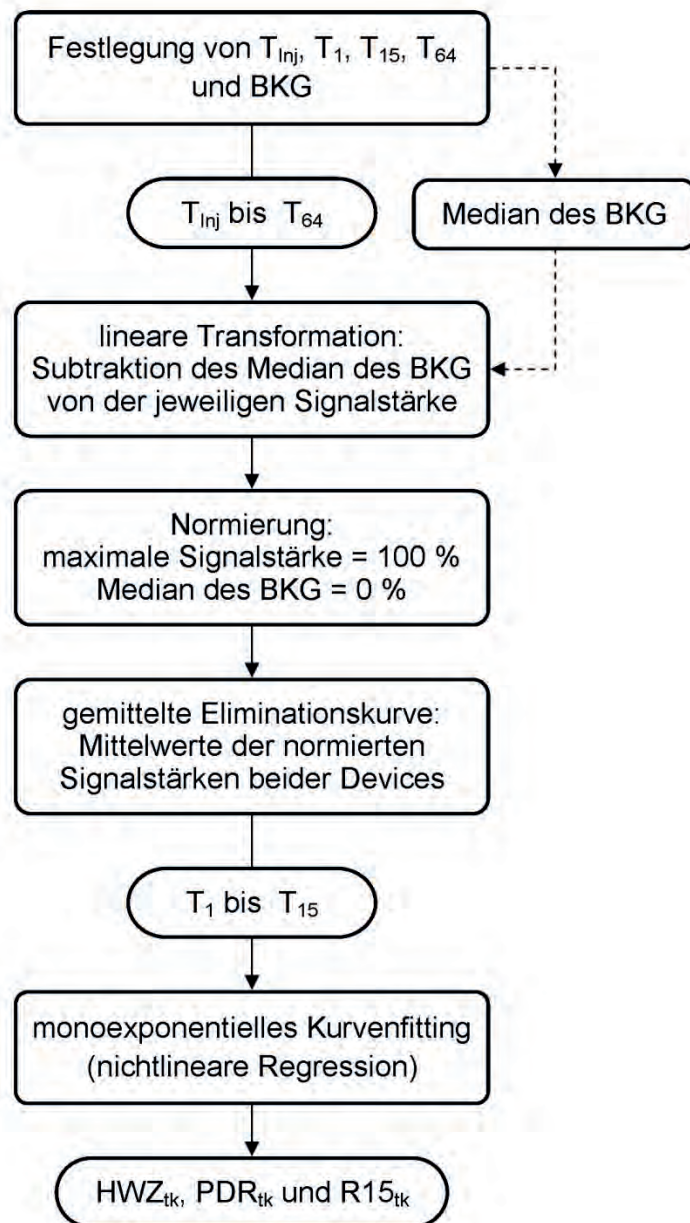 Festlegung von T_Inj, T_1, T_15, T_64
und BKG
T_Inj bis T_64
Median des BKG
lineare Transformation:
Subtraktion des Median des BKG
von der jeweiligen Signalstärke
Normierung:
maximale Signalstärke = 100 %
Median des BKG = 0 %
gemittelte Eliminationskurve:
Mittelwerte der normierten
Signalstärken beider Devices
T_1 bis T_15
monoexponentielles Kurvenfitting
(nichtlineare Regression)
HWZ_tk, PDR_tk und R15_tk